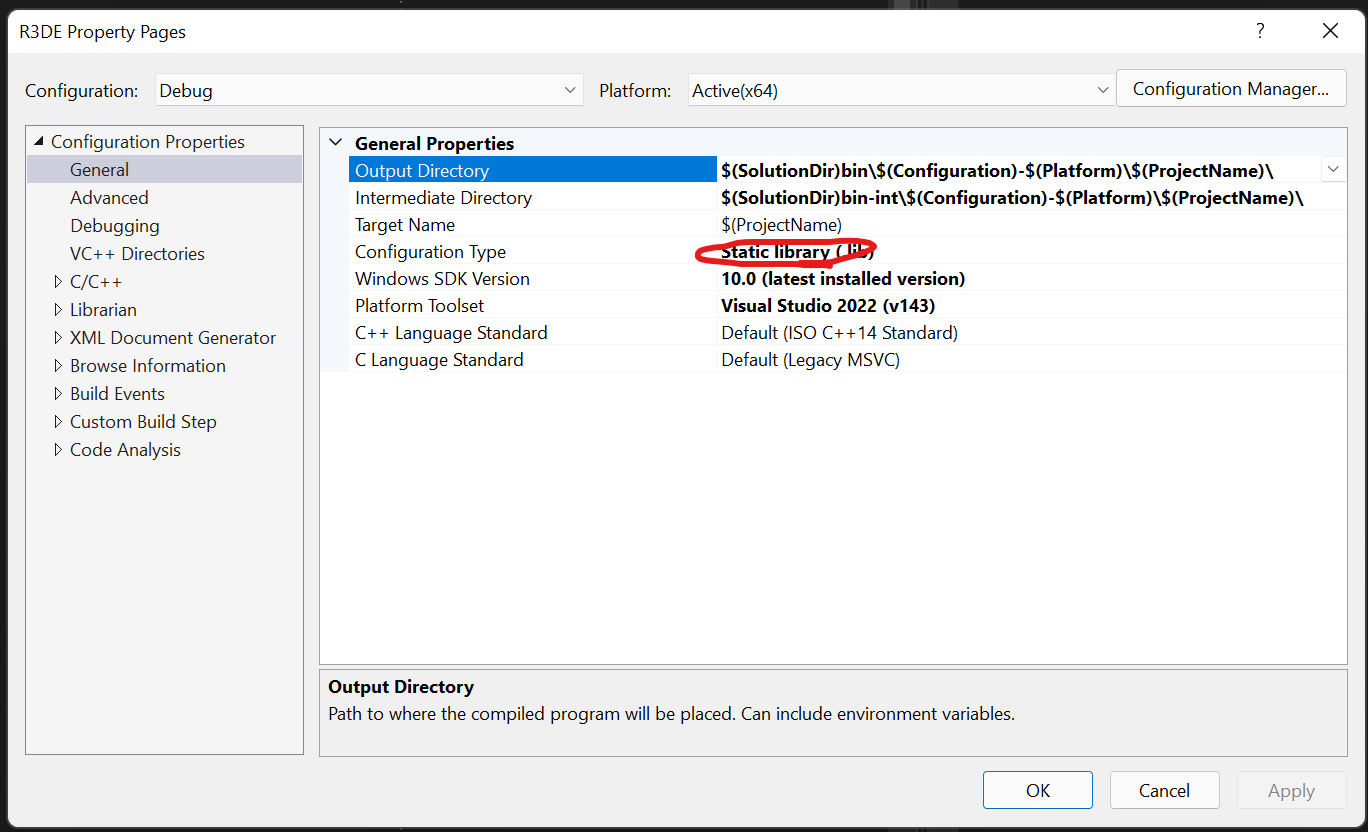 R3DE Property Pages
?
Configuration: Debug Platform: Active(x64) Configuration Manager...
Configuration Properties
General
Advanced
Debugging
VC++ Directories
C/C++
Librarian
XML Document Generator
Browse Information
Build Events
Custom Build Step
Code Analysis
General Properties
Output Directory $(SolutionDir)bin\$(Configuration)-$(Platform)\$(ProjectName)\
Intermediate Directory $(SolutionDir)bin-int\$(Configuration)-$(Platform)\$(ProjectName)\
Target Name $(ProjectName)
Configuration Type Static library (.lib)
Windows SDK Version 10.0 (latest installed version)
Platform Toolset Visual Studio 2022 (v143)
C++ Language Standard Default (ISO C++14 Standard)
C Language Standard Default (Legacy MSVC)
Output Directory
Path to where the compiled program will be placed. Can include environment variables.
OK Cancel Apply